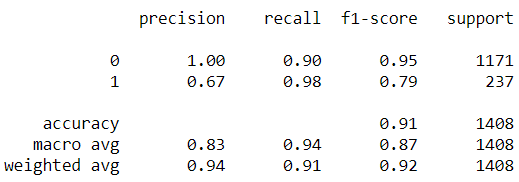 precision recall f1-score support
0 1.00 0.90 0.95 1171
1 0.67 0.98 0.79 237
accuracy 0.91 1408
macro avg 0.83 0.94 0.87 1408
weighted avg 0.94 0.91 0.92 1408